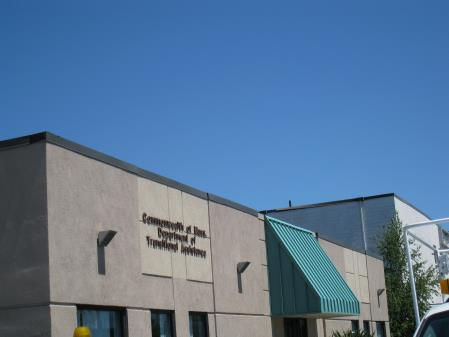 Commonwealth of Mass.
Department of
Transitional Assistance